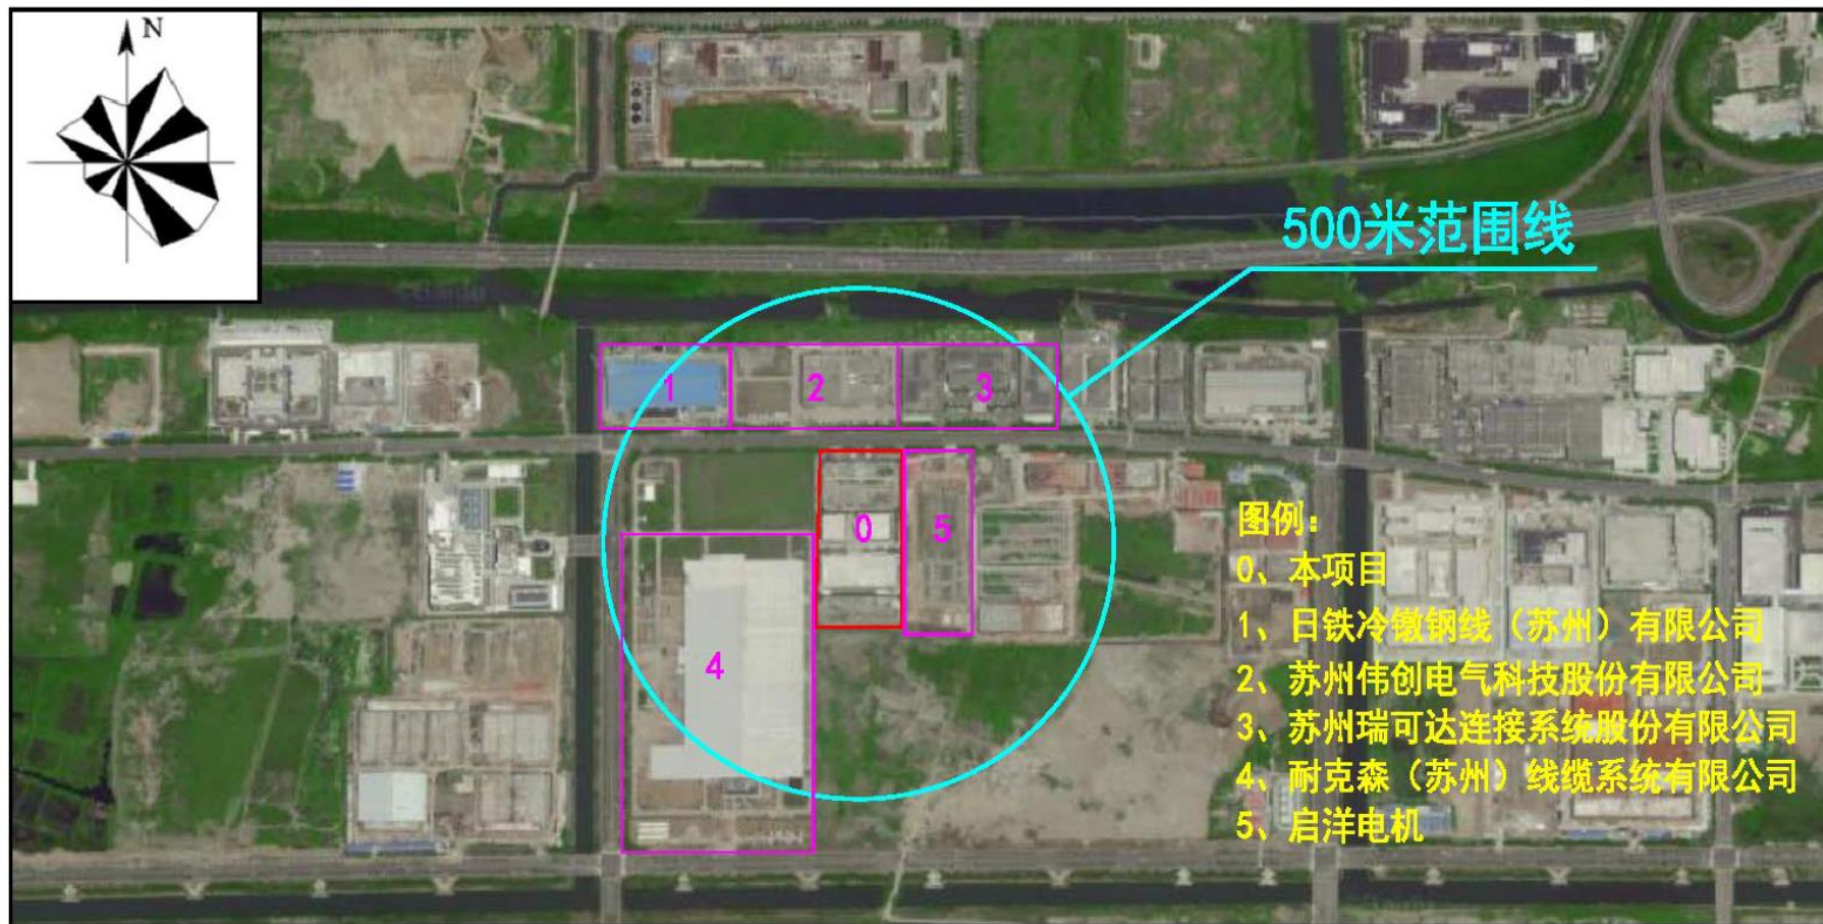 N
500米范围线
1
2
3
0
5
4
图例：
0、本项目
1、日铁冷镦钢线（苏州）有限公司
2、苏州伟创电气科技股份有限公司
3、苏州瑞可达连接系统股份有限公司
4、耐克森（苏州）线缆系统有限公司
5、启洋电机